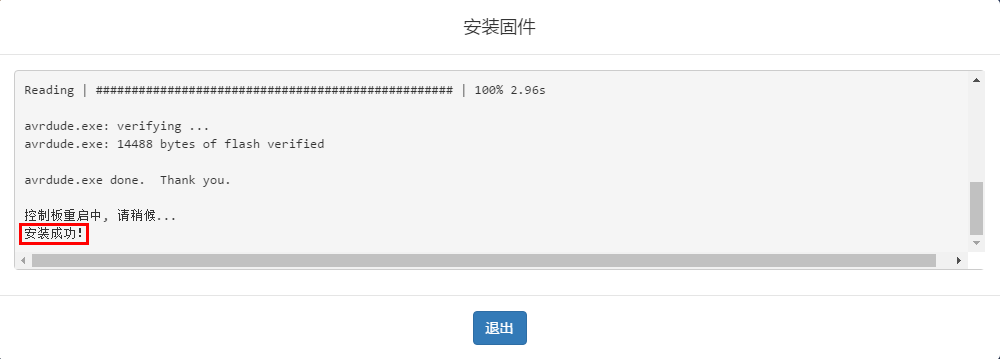 安装固件
Reading | ################################################## | 100% 2.96s
avrdude.exe: verifying ...
avrdude.exe: 14488 bytes of flash verified
avrdude.exe done.  Thank you.
控制板重启中, 请稍候...
安装成功!
退出